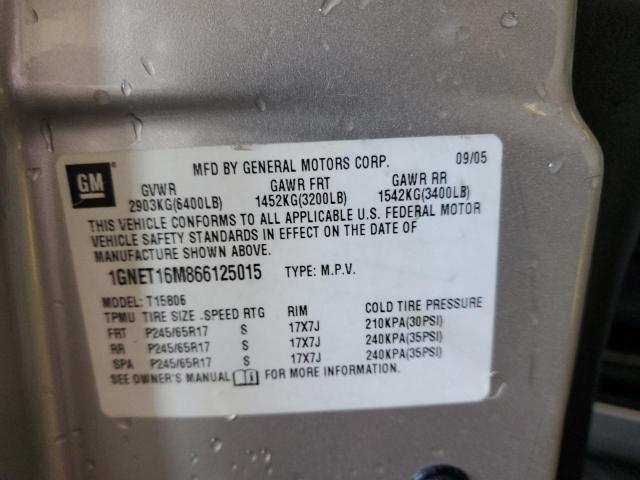 GM
MFD BY GENERAL MOTORS CORP. 09/05
GVWR GAWR FRT GAWR RR
2903KG(6400LB) 1452KG(3200LB) 1542KG(3400LB)
THIS VEHICLE CONFORMS TO ALL APPLICABLE U.S. FEDERAL MOTOR
VEHICLE SAFETY STANDARDS IN EFFECT ON THE DATE OF
MANUFACTURE SHOWN ABOVE.
1GNET16M866125015 TYPE: M.P.V.
MODEL: T15806
TPMU TIRE SIZE SPEED RTG RIM COLD TIRE PRESSURE
FRT P245/65R17 S 17X7J 210KPA(30PSI)
RR P245/65R17 S 17X7J 240KPA(35PSI)
SPA P245/65R17 S 17X7J 240KPA(35PSI)
SEE OWNER'S MANUAL FOR MORE INFORMATION.